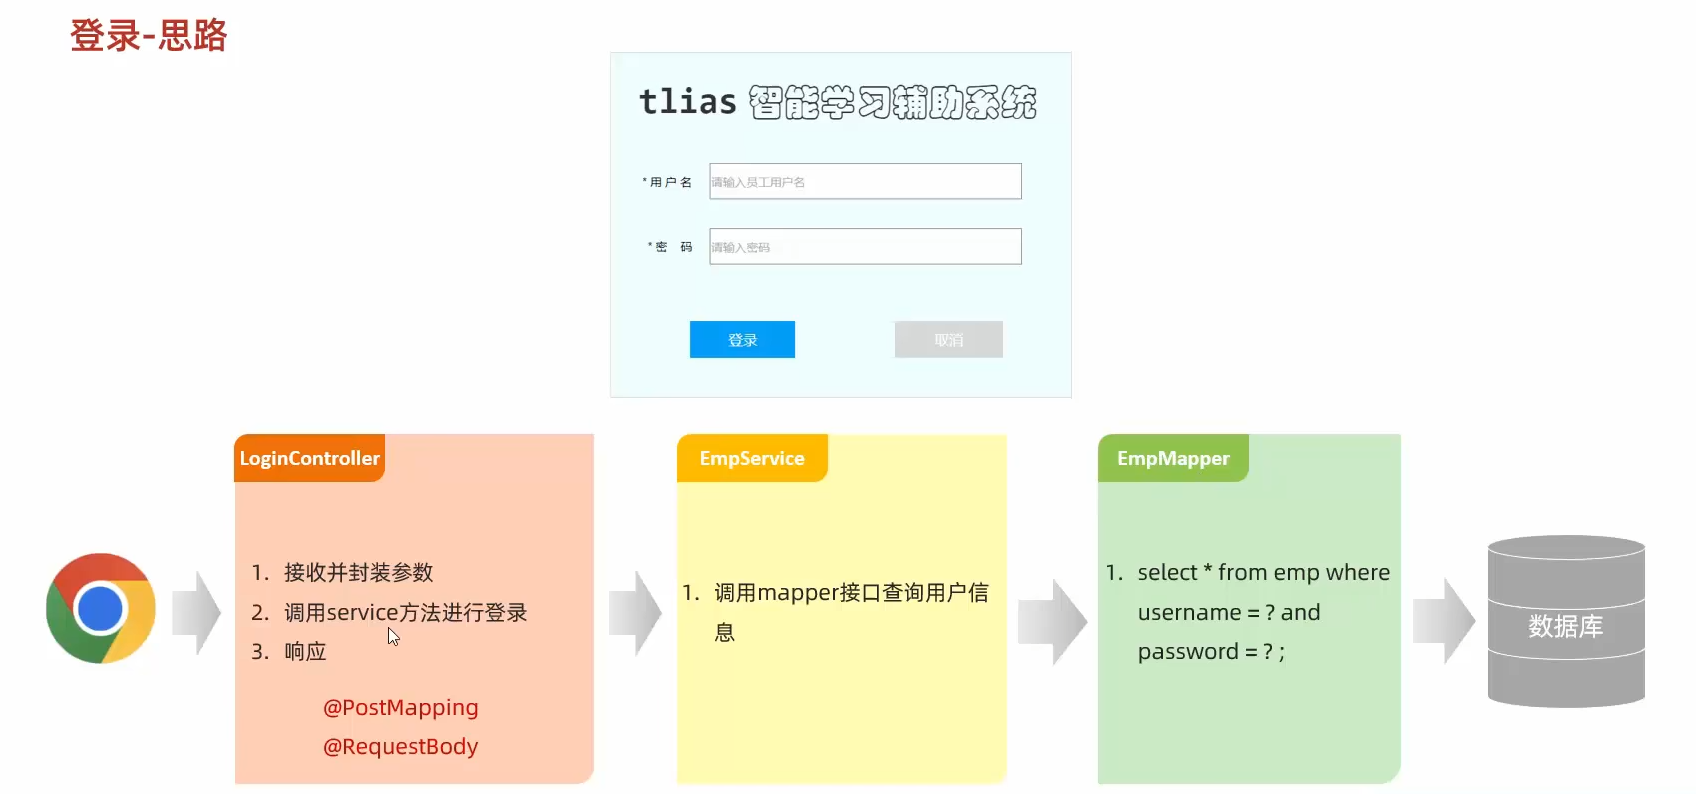 登录-思路
tlias 智能学习辅助系统
* 用 户 名 请输入员工用户名
* 密 码 请输入密码
登录 取消
LoginController
1. 接收并封装参数
2. 调用service方法进行登录
3. 响应
@PostMapping
@RequestBody
EmpService
1. 调用mapper接口查询用户信
息
EmpMapper
1. select * from emp where
username = ? and
password = ? ;
数据库